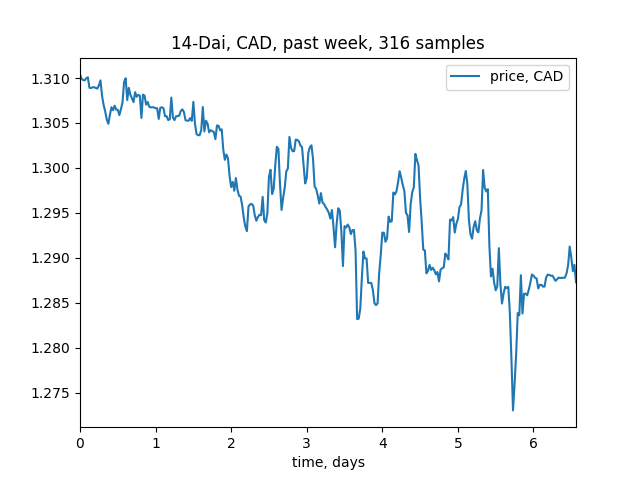 14-Dai, CAD, past week, 316 samples
price, CAD
1.310
1.305
1.300
1.295
1.290
1.285
1.280
1.275
0 1 2 3 4 5 6
time, days